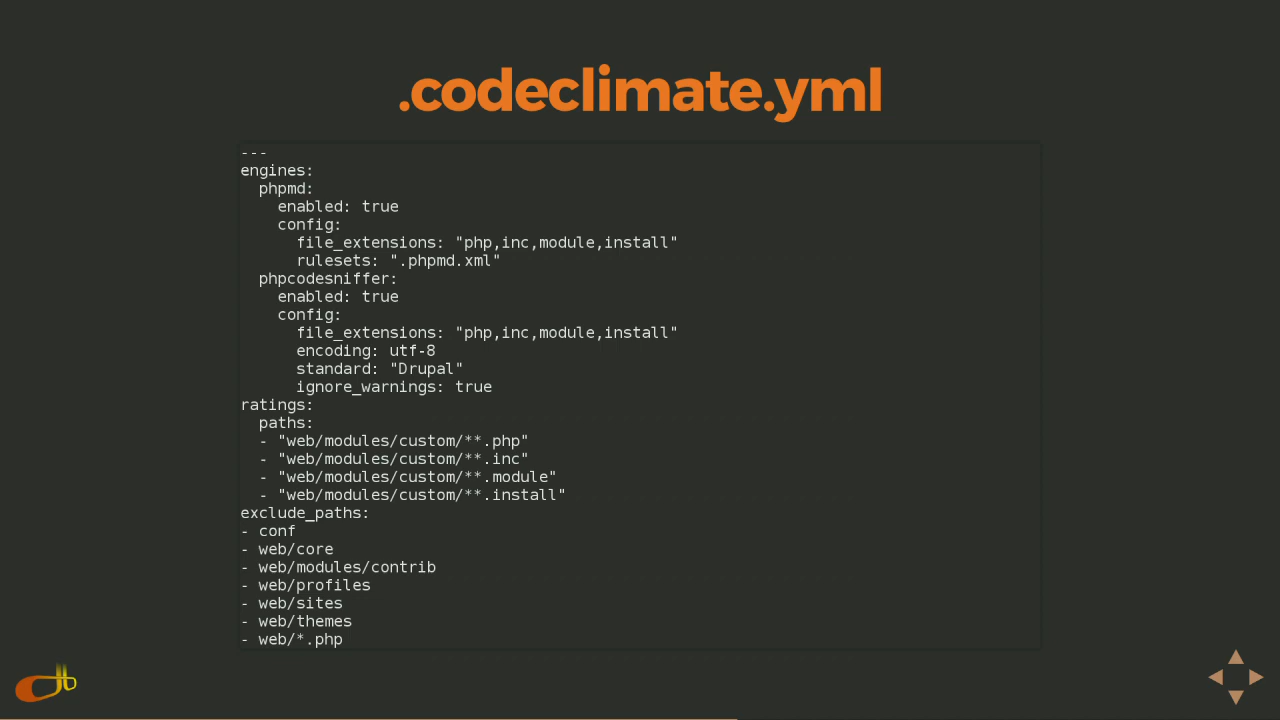 .codeclimate.yml
---
engines:
  phpmd:
    enabled: true
    config:
      file_extensions: "php,inc,module,install"
      rulesets: ".phpmd.xml"
  phpcodesniffer:
    enabled: true
    config:
      file_extensions: "php,inc,module,install"
      encoding: utf-8
      standard: "Drupal"
      ignore_warnings: true
ratings:
  paths:
  - "web/modules/custom/**.php"
  - "web/modules/custom/**.inc"
  - "web/modules/custom/**.module"
  - "web/modules/custom/**.install"
exclude_paths:
- conf
- web/core
- web/modules/contrib
- web/profiles
- web/sites
- web/themes
- web/*.php